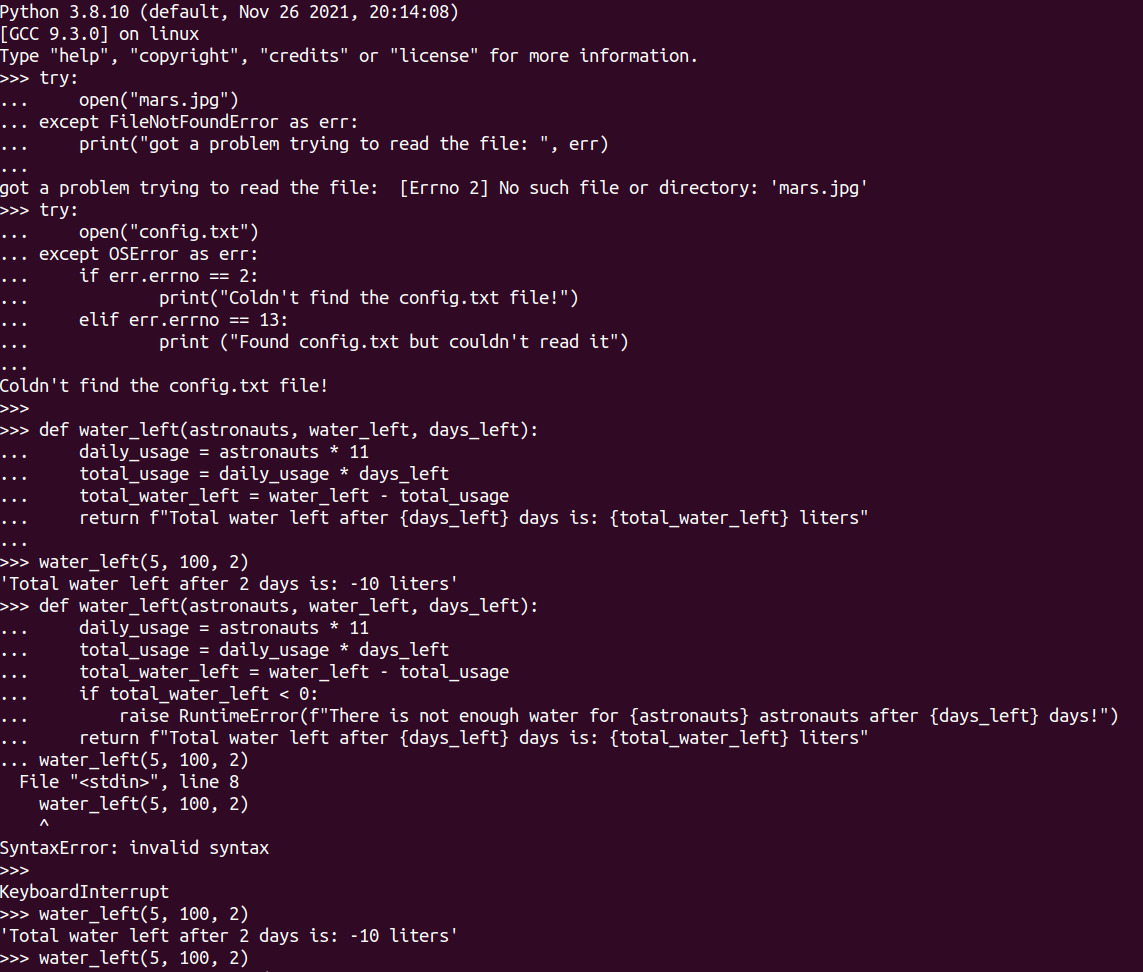 Python 3.8.10 (default, Nov 26 2021, 20:14:08)
[GCC 9.3.0] on linux
Type "help", "copyright", "credits" or "license" for more information.
>>> try:
...     open("mars.jpg")
... except FileNotFoundError as err:
...     print("got a problem trying to read the file: ", err)
...
got a problem trying to read the file:  [Errno 2] No such file or directory: 'mars.jpg'
>>> try:
...     open("config.txt")
... except OSError as err:
...     if err.errno == 2:
...             print("Coldn't find the config.txt file!")
...     elif err.errno == 13:
...             print ("Found config.txt but couldn't read it")
...
Coldn't find the config.txt file!
>>>
>>> def water_left(astronauts, water_left, days_left):
...     daily_usage = astronauts * 11
...     total_usage = daily_usage * days_left
...     total_water_left = water_left - total_usage
...     return f"Total water left after {days_left} days is: {total_water_left} liters"
...
>>> water_left(5, 100, 2)
'Total water left after 2 days is: -10 liters'
>>> def water_left(astronauts, water_left, days_left):
...     daily_usage = astronauts * 11
...     total_usage = daily_usage * days_left
...     total_water_left = water_left - total_usage
...     if total_water_left < 0:
...         raise RuntimeError(f"There is not enough water for {astronauts} astronauts after {days_left} days!")
...     return f"Total water left after {days_left} days is: {total_water_left} liters"
... water_left(5, 100, 2)
  File "<stdin>", line 8
    water_left(5, 100, 2)
    ^
SyntaxError: invalid syntax
>>>
KeyboardInterrupt
>>> water_left(5, 100, 2)
'Total water left after 2 days is: -10 liters'
>>> water_left(5, 100, 2)